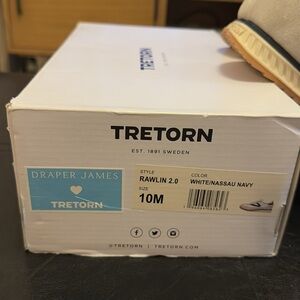 TRETORN
TRETORN
EST. 1891 SWEDEN
DRAPER JAMES
TRETORN
STYLE
RAWLIN 2.0
SIZE
10M
COLOR
WHITE/NASSAU NAVY
@TRETORN | TRETORN.COM